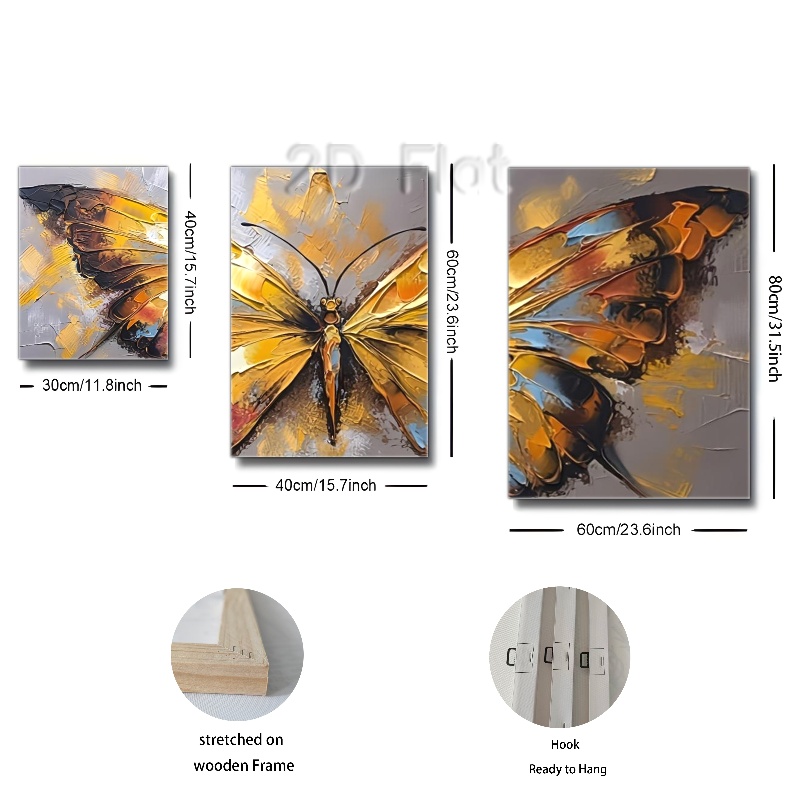 2D Flat
40cm/15.7inch
30cm/11.8inch
60cm/23.6inch
40cm/15.7inch
80cm/31.5inch
60cm/23.6inch
stretched on
wooden Frame
Hook
Ready to Hang